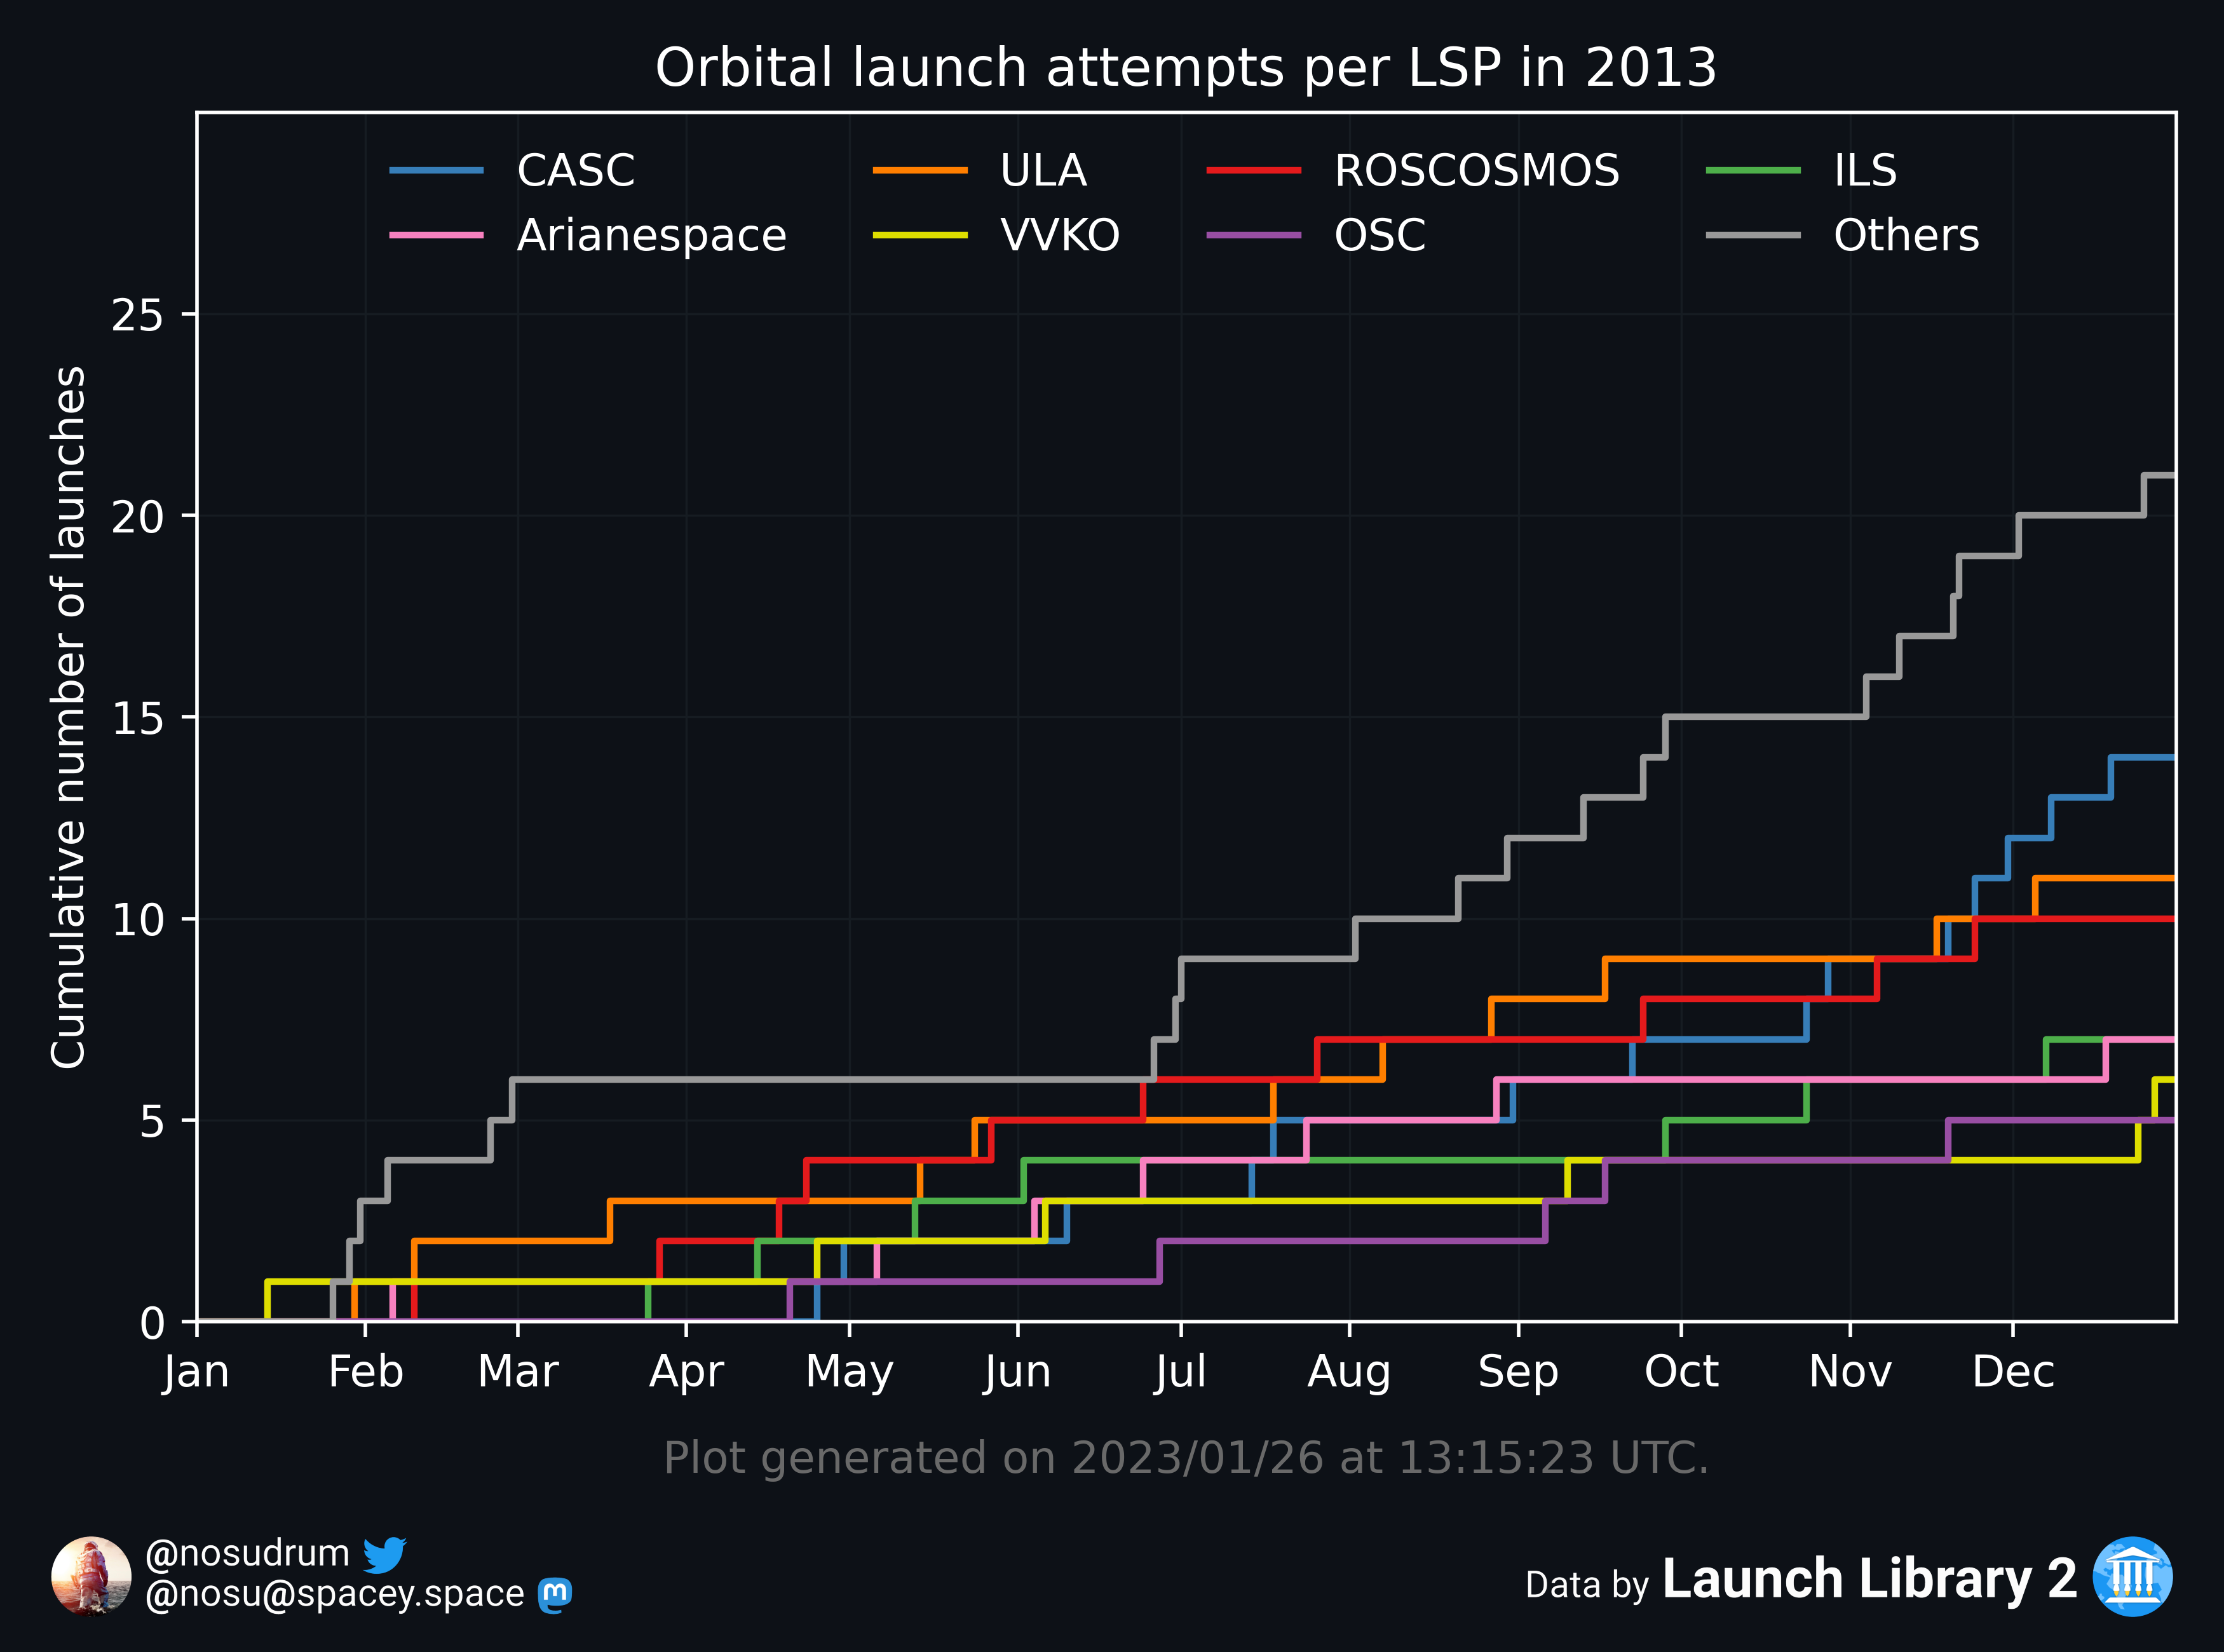 Orbital launch attempts per LSP in 2013
CASC ULA ROSCOSMOS ILS
Arianespace VVKO OSC Others
Cumulative number of launches
25
20
15
10
5
0
Jan Feb Mar Apr May Jun Jul Aug Sep Oct Nov Dec
Plot generated on 2023/01/26 at 13:15:23 UTC.
@nosudrum
@nosu@spacey.space
Data by Launch Library 2